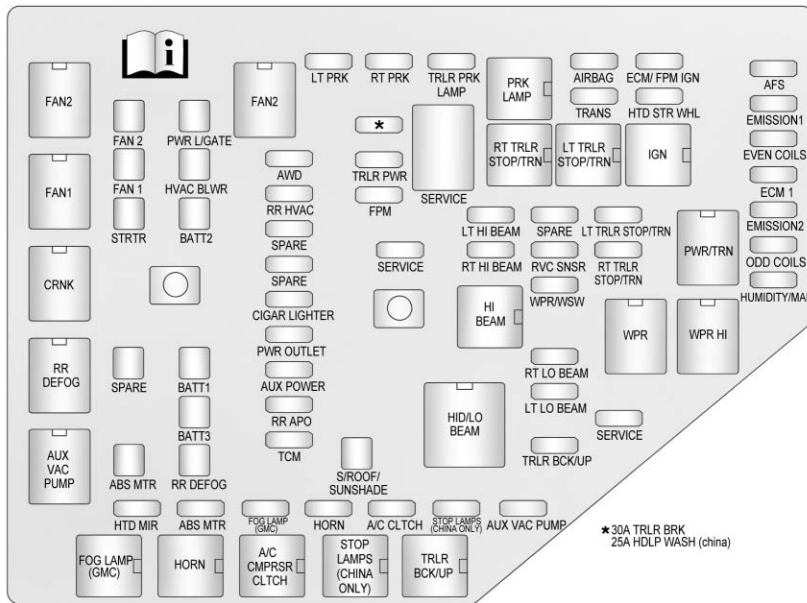 LT PRK
RT PRK
TRLR PRK
LAMP
PRK
LAMP
AIRBAG
ECM/ FPM IGN
TRANS
HTD STR WHL
AFS
EMISSION1
EVEN COILS
ECM 1
EMISSION2
ODD COILS
HUMIDITY/MA
FAN2
FAN 2
PWR L/GATE
FAN2
*
FAN1
FAN 1
HVAC BLWR
STRTR
BATT2
AWD
RR HVAC
SPARE
SPARE
CIGAR LIGHTER
PWR OUTLET
AUX POWER
RR APO
TCM
TRLR PWR
FPM
SERVICE
SERVICE
RT TRLR
STOP/TRN
LT TRLR
STOP/TRN
IGN
LT HI BEAM
SPARE
LT TRLR STOP/TRN
RT HI BEAM
RVC SNSR
RT TRLR
STOP/TRN
WPR/WSW
PWR/TRN
HI
BEAM
WPR
WPR HI
CRNK
RR
DEFOG
SPARE
BATT1
BATT3
AUX
VAC
PUMP
ABS MTR
RR DEFOG
S/ROOF/
SUNSHADE
HID/LO
BEAM
RT LO BEAM
LT LO BEAM
SERVICE
TRLR BCK/UP
HTD MIR
ABS MTR
FOG LAMP
(GMC)
HORN
A/C CLTCH
STOP LAMPS
(CHINA ONLY)
AUX VAC PUMP
FOG LAMP
(GMC)
HORN
A/C
CMPRSR
CLTCH
STOP
LAMPS
(CHINA
ONLY)
TRLR
BCK/UP
* 30A TRLR BRK
25A HDLP WASH (china)